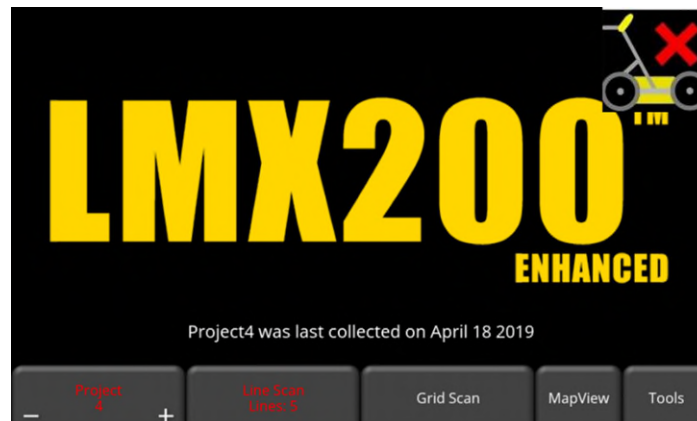 LMX200
TM
ENHANCED
Project4 was last collected on April 18 2019
Project
4
− +
Line Scan
Lines: 5
Grid Scan
MapView
Tools